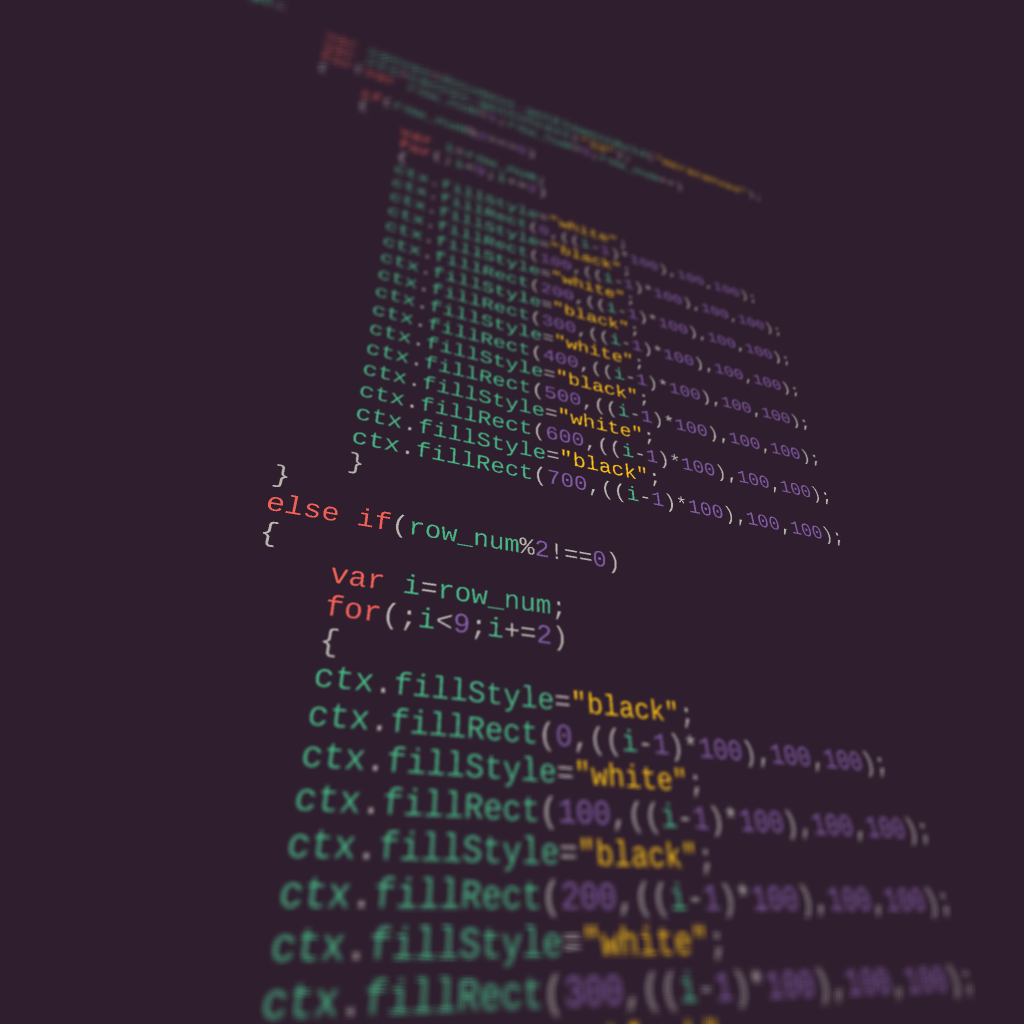 {
{
var i=row_num;
for(;i<9;i+=2)
{
ctx.fillStyle="white";
ctx.fillRect(0,((i-1)*100),100,100);
ctx.fillStyle="black";
ctx.fillRect(100,((i-1)*100),100,100);
ctx.fillStyle="white";
ctx.fillRect(200,((i-1)*100),100,100);
ctx.fillStyle="black";
ctx.fillRect(300,((i-1)*100),100,100);
ctx.fillStyle="white";
ctx.fillRect(400,((i-1)*100),100,100);
ctx.fillStyle="black";
ctx.fillRect(500,((i-1)*100),100,100);
ctx.fillStyle="white";
ctx.fillRect(600,((i-1)*100),100,100);
ctx.fillStyle="black";
ctx.fillRect(700,((i-1)*100),100,100);
}
}
else if(row_num%2!==0)
{
var i=row_num;
for(;i<9;i+=2)
{
ctx.fillStyle="black";
ctx.fillRect(0,((i-1)*100),100,100);
ctx.fillStyle="white";
ctx.fillRect(100,((i-1)*100),100,100);
ctx.fillStyle="black";
ctx.fillRect(200,((i-1)*100),100,100);
ctx.fillStyle="white";
ctx.fillRect(300,((i-1)*100),100,100);